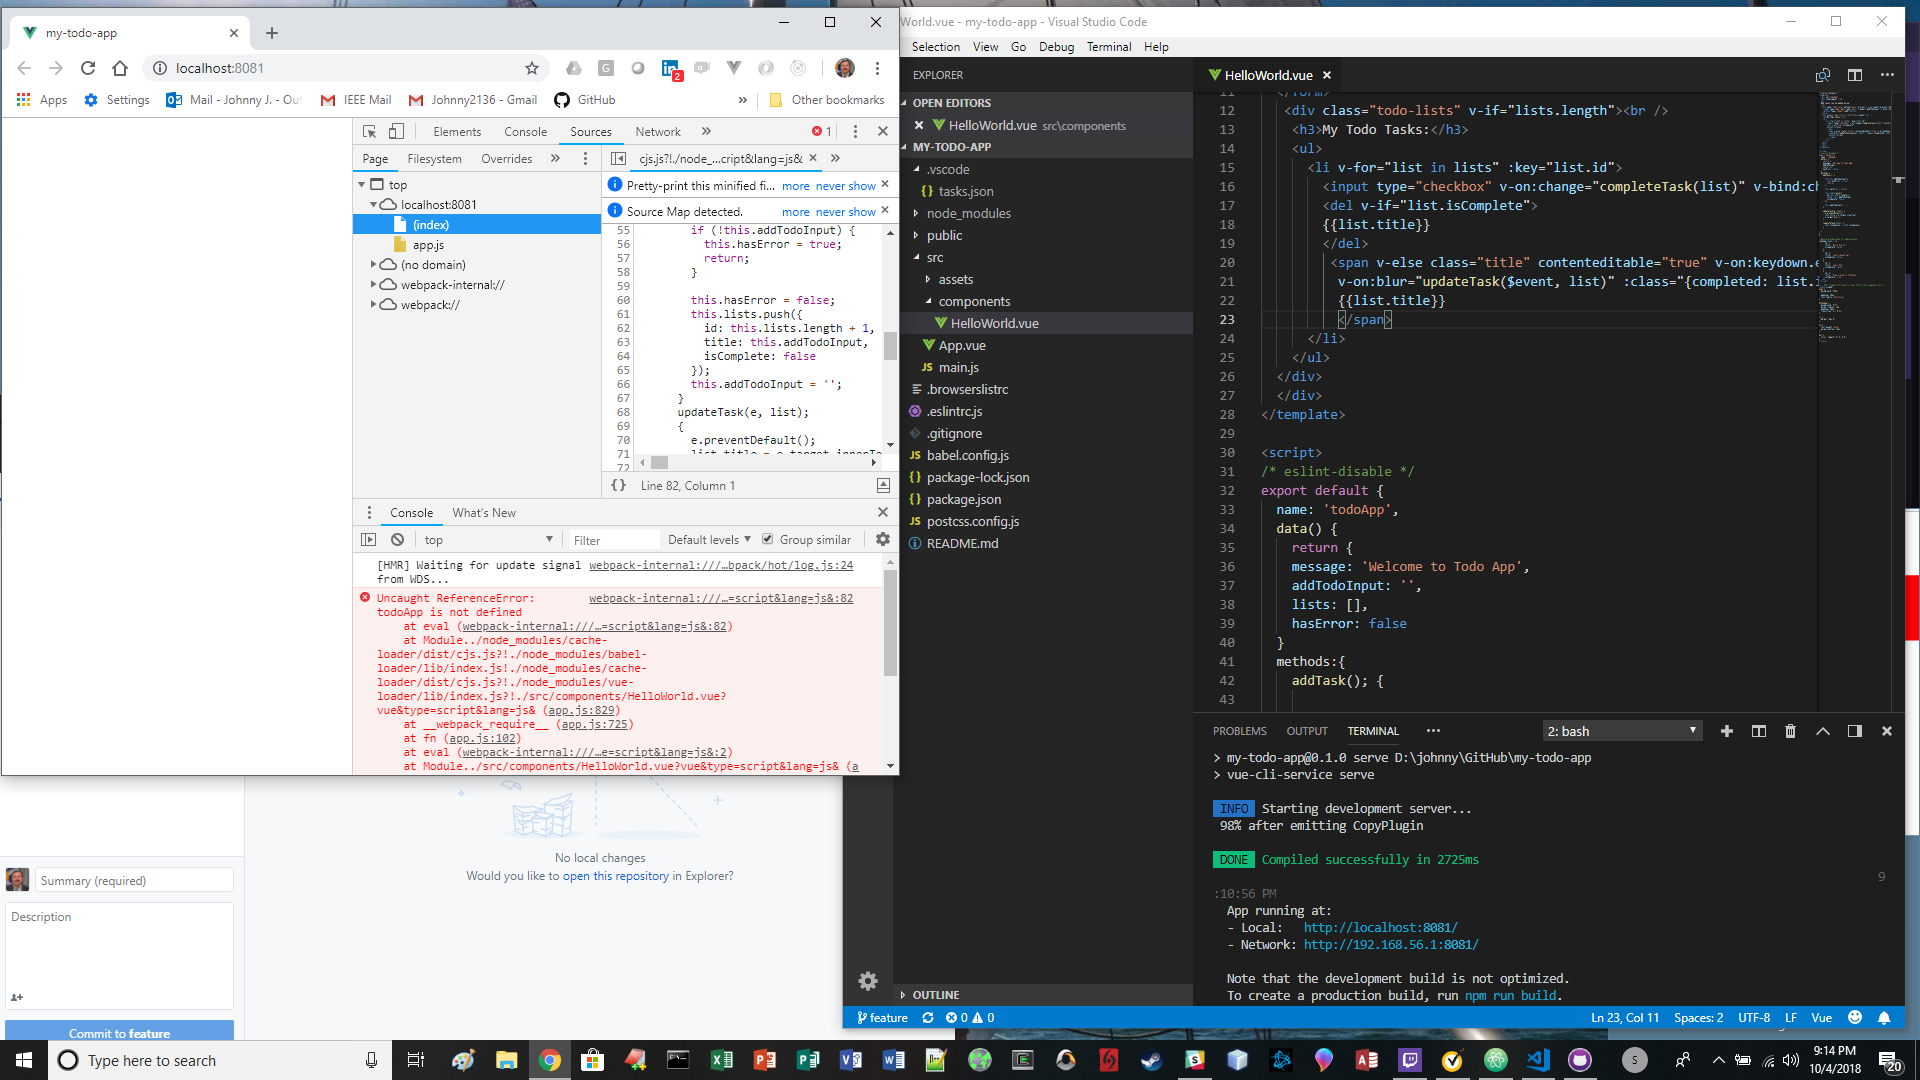 my-todo-app
localhost:8081
Apps
Settings
Mail - Johnny J. - Out
IEEE Mail
Johnny2136 - Gmail
GitHub
»
Other bookmarks
2
Elements
Console
Sources
Network
»
1
Page
Filesystem
Overrides
»
cjs.js?!./node_...cript&lang=js&
»
top
localhost:8081
(index)
app.js
(no domain)
webpack-internal://
webpack://
Pretty-print this minified fi...
more
never show
Source Map detected.
more
never show
55 if (!this.addTodoInput) {
56 this.hasError = true;
57 return;
58 }
59
60 this.hasError = false;
61 this.lists.push({
62 id: this.lists.length + 1,
63 title: this.addTodoInput,
64 isComplete: false
65 });
66 this.addTodoInput = '';
67 }
68 updateTask(e, list);
69 {
70 e.preventDefault();
71 list.title = e.target.innerTe
72
{} Line 82, Column 1
Console
What's New
top
Filter
Default levels
Group similar
[HMR] Waiting for update signal webpack-internal:///…bpack/hot/log.js:24
from WDS...
Uncaught ReferenceError: webpack-internal:///…=script&lang=js&:82
todoApp is not defined
at eval (webpack-internal:///…=script&lang=js&:82)
at Module../node_modules/cache-
loader/dist/cjs.js?!./node_modules/babel-
loader/lib/index.js!./node_modules/cache-
loader/dist/cjs.js?!./node_modules/vue-
loader/lib/index.js?!./src/components/HelloWorld.vue?
vue&type=script&lang=js& (app.js:829)
at __webpack_require__ (app.js:725)
at fn (app.js:102)
at eval (webpack-internal:///…e=script&lang=js&:2)
at Module../src/components/HelloWorld.vue?vue&type=script&lang=js& (a
No local changes
Would you like to open this repository in Explorer?
Summary (required)
Description
Commit to feature
World.vue - my-todo-app - Visual Studio Code
Selection View Go Debug Terminal Help
EXPLORER
OPEN EDITORS
HelloWorld.vue src\components
MY-TODO-APP
.vscode
{} tasks.json
node_modules
public
src
assets
components
HelloWorld.vue
App.vue
JS main.js
.browserslistrc
.eslintrc.js
.gitignore
JS babel.config.js
{} package-lock.json
{} package.json
JS postcss.config.js
README.md
OUTLINE
HelloWorld.vue
11 </form>
12 <div class="todo-lists" v-if="lists.length"><br />
13 <h3>My Todo Tasks:</h3>
14 <ul>
15 <li v-for="list in lists" :key="list.id">
16 <input type="checkbox" v-on:change="completeTask(list)" v-bind:ch
17 <del v-if="list.isComplete">
18 {{list.title}}
19 </del>
20 <span v-else class="title" contenteditable="true" v-on:keydown.e
21 v-on:blur="updateTask($event, list)" :class="{completed: list.i
22 {{list.title}}
23 </span>
24 </li>
25 </ul>
26 </div>
27 </div>
28 </template>
29
30 <script>
31 /* eslint-disable */
32 export default {
33 name: 'todoApp',
34 data() {
35 return {
36 message: 'Welcome to Todo App',
37 addTodoInput: '',
38 lists: [],
39 hasError: false
40 }
41 methods:{
42 addTask(); {
43
PROBLEMS OUTPUT TERMINAL
2: bash
> my-todo-app@0.1.0 serve D:\johnny\GitHub\my-todo-app
> vue-cli-service serve
INFO Starting development server...
98% after emitting CopyPlugin
DONE Compiled successfully in 2725ms
9
:10:56 PM
App running at:
- Local: http://localhost:8081/
- Network: http://192.168.56.1:8081/
Note that the development build is not optimized.
To create a production build, run npm run build.
feature
0 0
Ln 23, Col 11
Spaces: 2
UTF-8
LF
Vue
Type here to search
9:14 PM
10/4/2018
20